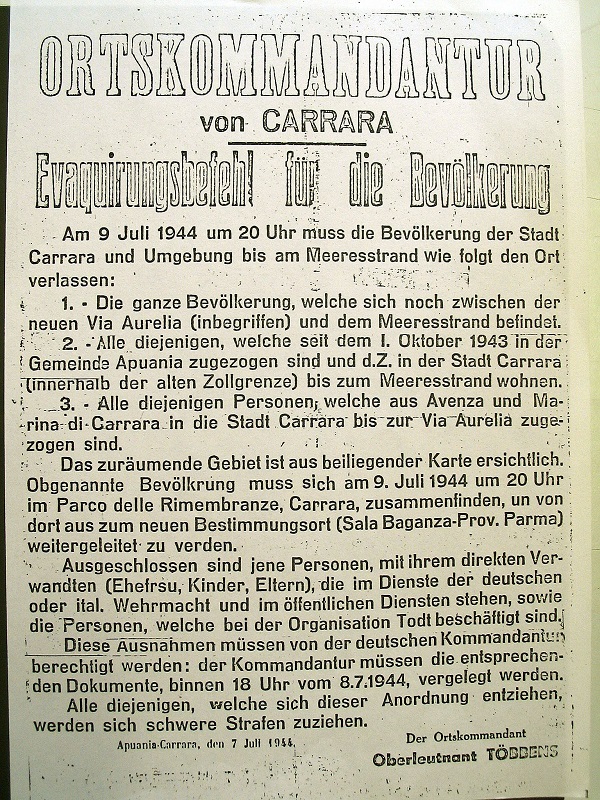 ORTSKOMMANDANTUR
von CARRARA
Evaquirungsbefehl für die Bevölkerung
Am 9 Juli 1944 um 20 Uhr muss die Bevölkerung der Stadt
Carrara und Umgebung bis am Meeresstrand wie folgt den Ort
verlassen:
1. - Die ganze Bevölkerung, welche sich noch zwischen der
neuen Via Aurelia (inbegriffen) und dem Meeresstrand befindet.
2. - Alle diejenigen, welche seit dem I. Oktober 1943 in der
Gemeinde Apuania zugezogen sind und d.Z. in der Stadt Carrara
(innerhalb der alten Zollgrenze) bis zum Meeresstrand wohnen.
3. - Alle diejenigen Personen, welche aus Avenza und Ma-
rina di Carrara in die Stadt Carrara bis zur Via Aurelia zuge-
zogen sind.
Das zuräumende Gebiet ist aus beiliegender Karte ersichtlich.
Obgenannte Bevölkrung muss sich am 9. Juli 1944 um 20 Uhr
im Parco delle Rimembranze, Carrara, zusammenfinden, un von
dort aus zum neuen Bestimmungsort (Sala Baganza-Prov. Parma)
weitergeleitet zu verden.
Ausgeschlossen sind jene Personen, mit ihrem direkten Ver-
wandten (Ehefrsu, Kinder, Eltern), die im Dienste der deutschen
oder ital. Wehrmacht und im öffentlichen Diensten stehen, sowie
die Personen, welche bei der Organisation Todt beschäftigt sind.
Diese Ausnahmen müssen von der deutschen Kommandantur
berechtigt werden: der Kommandantur müssen die entsprechen-
den Dokumente, binnen 18 Uhr vom 8.7.1944, vergelegt werden.
Alle diejenigen, welche sich dieser Anordnung entziehen,
werden sich schwere Strafen zuziehen.
Apuania-Carrara, den 7 Juli 1944.
Der Ortskommandant
Oberleutnant TÖBBENS